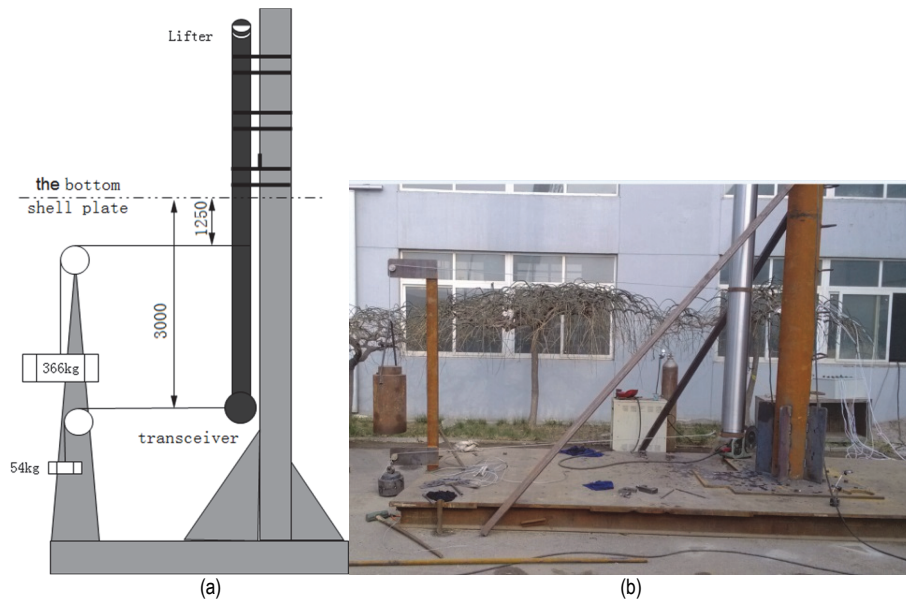 Lifter
the bottom
shell plate
1250
3000
366kg
transceiver
54kg
(a)
(b)